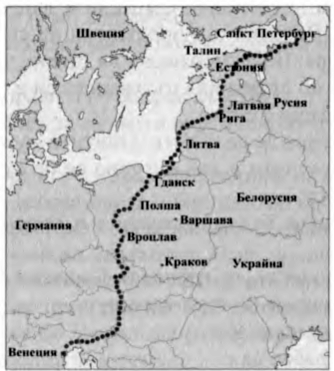 Швеция
Санкт Петербург
Талин
Естония
Латвия
Русия
Рига
Литва
Гданск
Полша
Белорусия
Варшава
Германия
Вроцлав
Краков
Украйна
Венеция